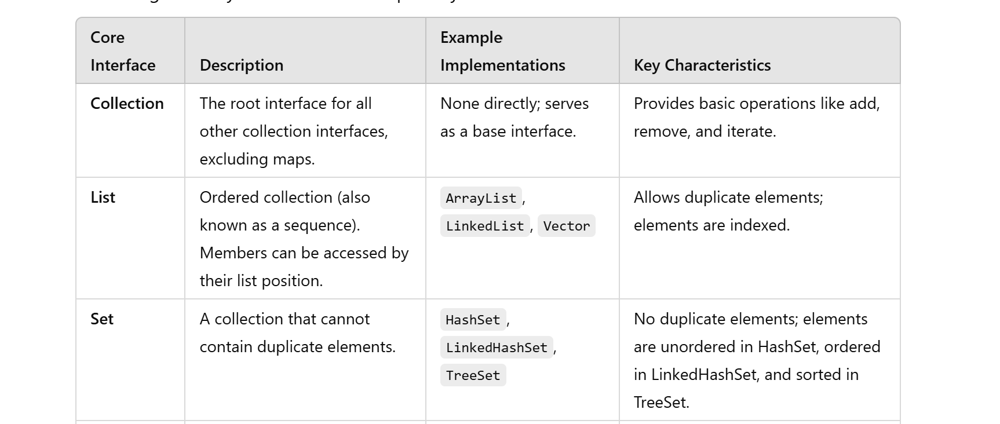 Core
Interface
Description
Example
Implementations
Key Characteristics
Collection
The root interface for all
other collection interfaces,
excluding maps.
None directly; serves
as a base interface.
Provides basic operations like add,
remove, and iterate.
List
Ordered collection (also
known as a sequence).
Members can be accessed by
their list position.
ArrayList,
LinkedList, Vector
Allows duplicate elements;
elements are indexed.
Set
A collection that cannot
contain duplicate elements.
HashSet,
LinkedHashSet,
TreeSet
No duplicate elements; elements
are unordered in HashSet, ordered
in LinkedHashSet, and sorted in
TreeSet.